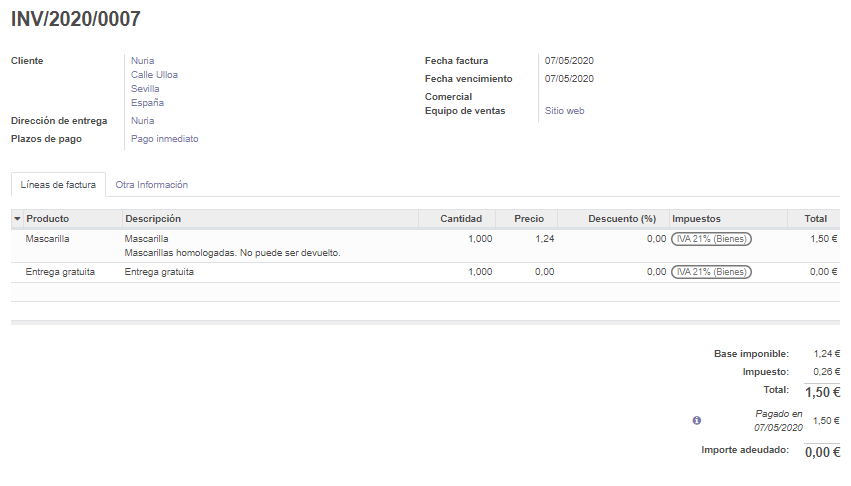 INV/2020/0007
Cliente Nuria
Calle Ulloa
Sevilla
España
Dirección de entrega Nuria
Plazos de pago Pago inmediato
Fecha factura 07/05/2020
Fecha vencimiento 07/05/2020
Comercial
Equipo de ventas Sitio web
Líneas de factura Otra Información
Producto Descripción Cantidad Precio Descuento (%) Impuestos Total
Mascarilla Mascarilla 1,000 1,24 0,00 IVA 21% (Bienes) 1,50 €
Mascarillas homologadas. No puede ser devuelto.
Entrega gratuita Entrega gratuita 1,000 0,00 0,00 IVA 21% (Bienes) 0,00 €
Base imponible: 1,24 €
Impuesto: 0,26 €
Total: 1,50 €
Pagado en 1,50 €
07/05/2020
Importe adeudado: 0,00 €